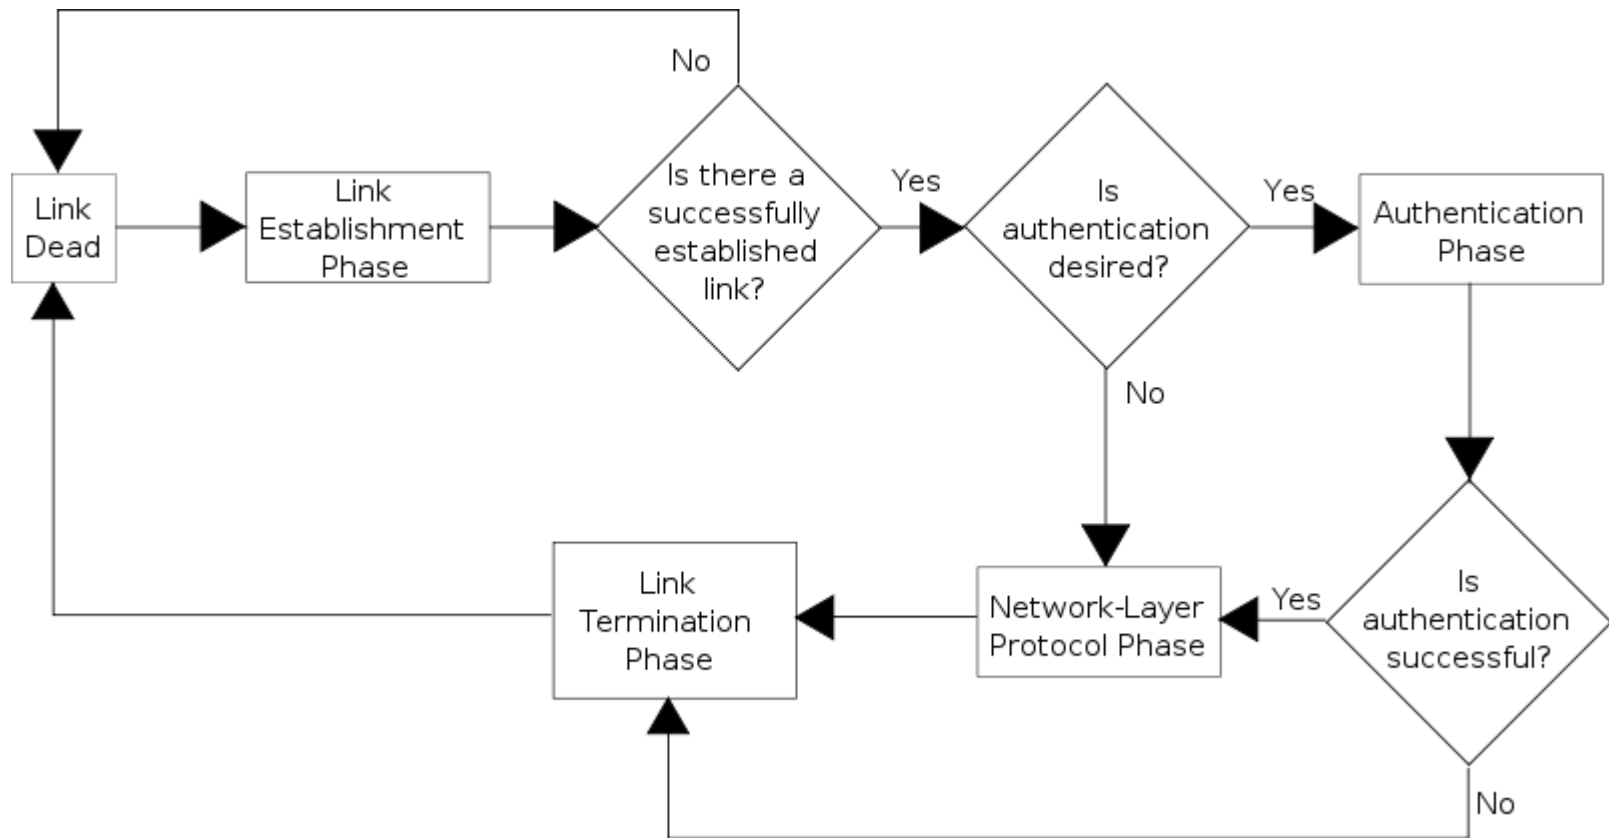 No
Link
Dead
Link
Establishment
Phase
Is there a
successfully
established
link?
Yes
Is
authentication
desired?
Yes
Authentication
Phase
No
Link
Termination
Phase
Network-Layer
Protocol Phase
Yes
Is
authentication
successful?
No